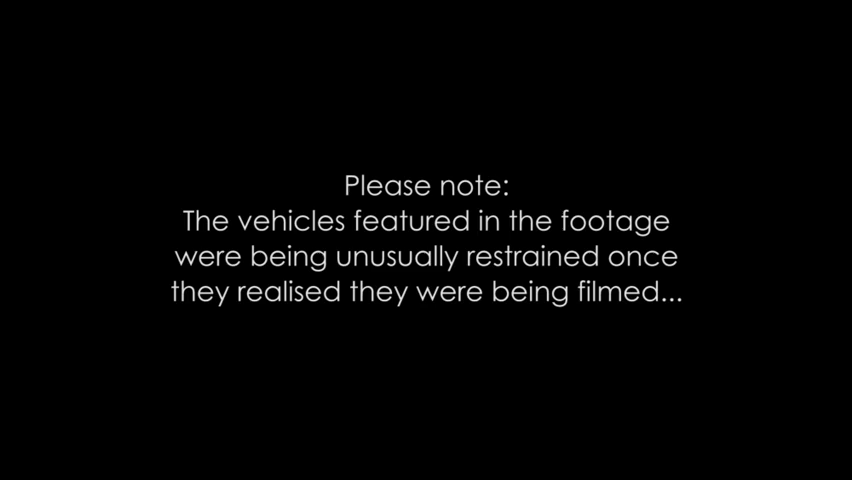 Please note:
The vehicles featured in the footage
were being unusually restrained once
they realised they were being filmed...